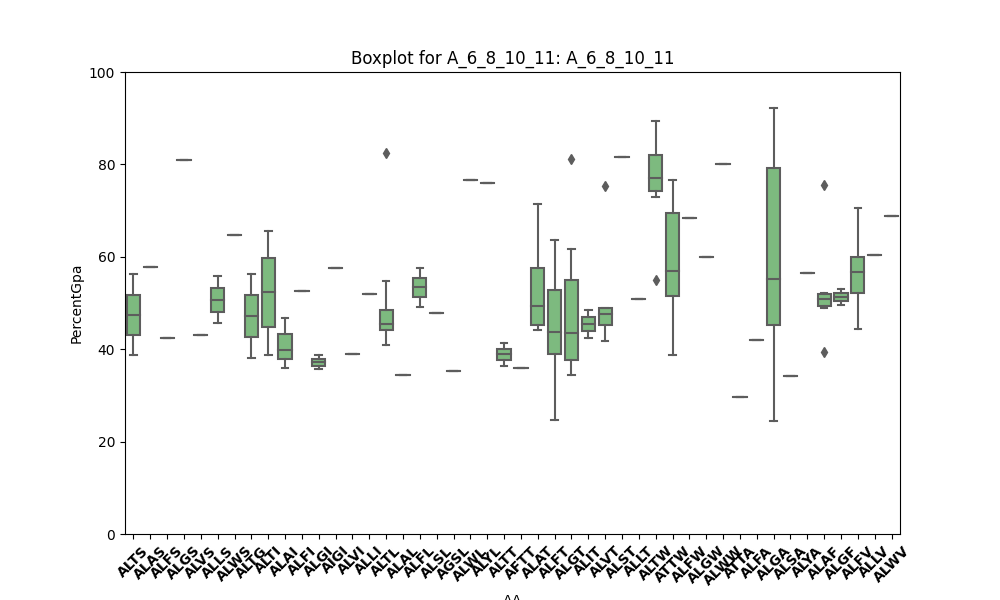 Boxplot for A_6_8_10_11: A_6_8_10_11
PercentGpa
100
80
60
40
20
0
ALTS
ALAS
ALFS
ALGS
ALVS
ALLS
ALWS
ALTG
ALTI
ALAI
ALFI
ALGI
AIGI
ALVI
ALLI
ALTL
ALAL
ALFL
ALSL
AGSL
ALWL
ALYL
ALTT
AFTT
ALAT
ALFT
ALGT
ALIT
ALVT
ALST
ALLT
ALTW
ATTW
ALFW
ALGW
ALWW
ATTA
ALFA
ALGA
ALSA
ALYA
ALAF
ALGF
ALFV
ALLV
ALWV
AA